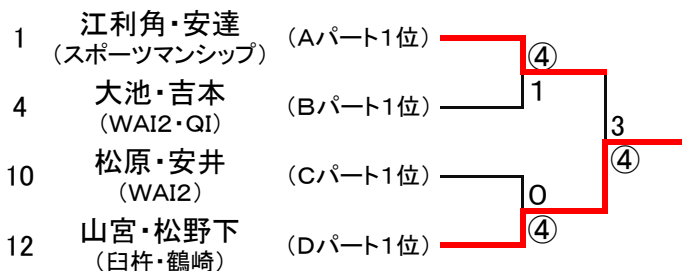 1 江利角・安達 (Aパート1位) ④
(スポーツマンシップ)
1
4 大池・吉本 (Bパート1位)
(WAI2・QI)
3
④
10 松原・安井 (Cパート1位)
(WAI2)
0
12 山宮・松野下 (Dパート1位) ④
(臼杵・鶴崎)